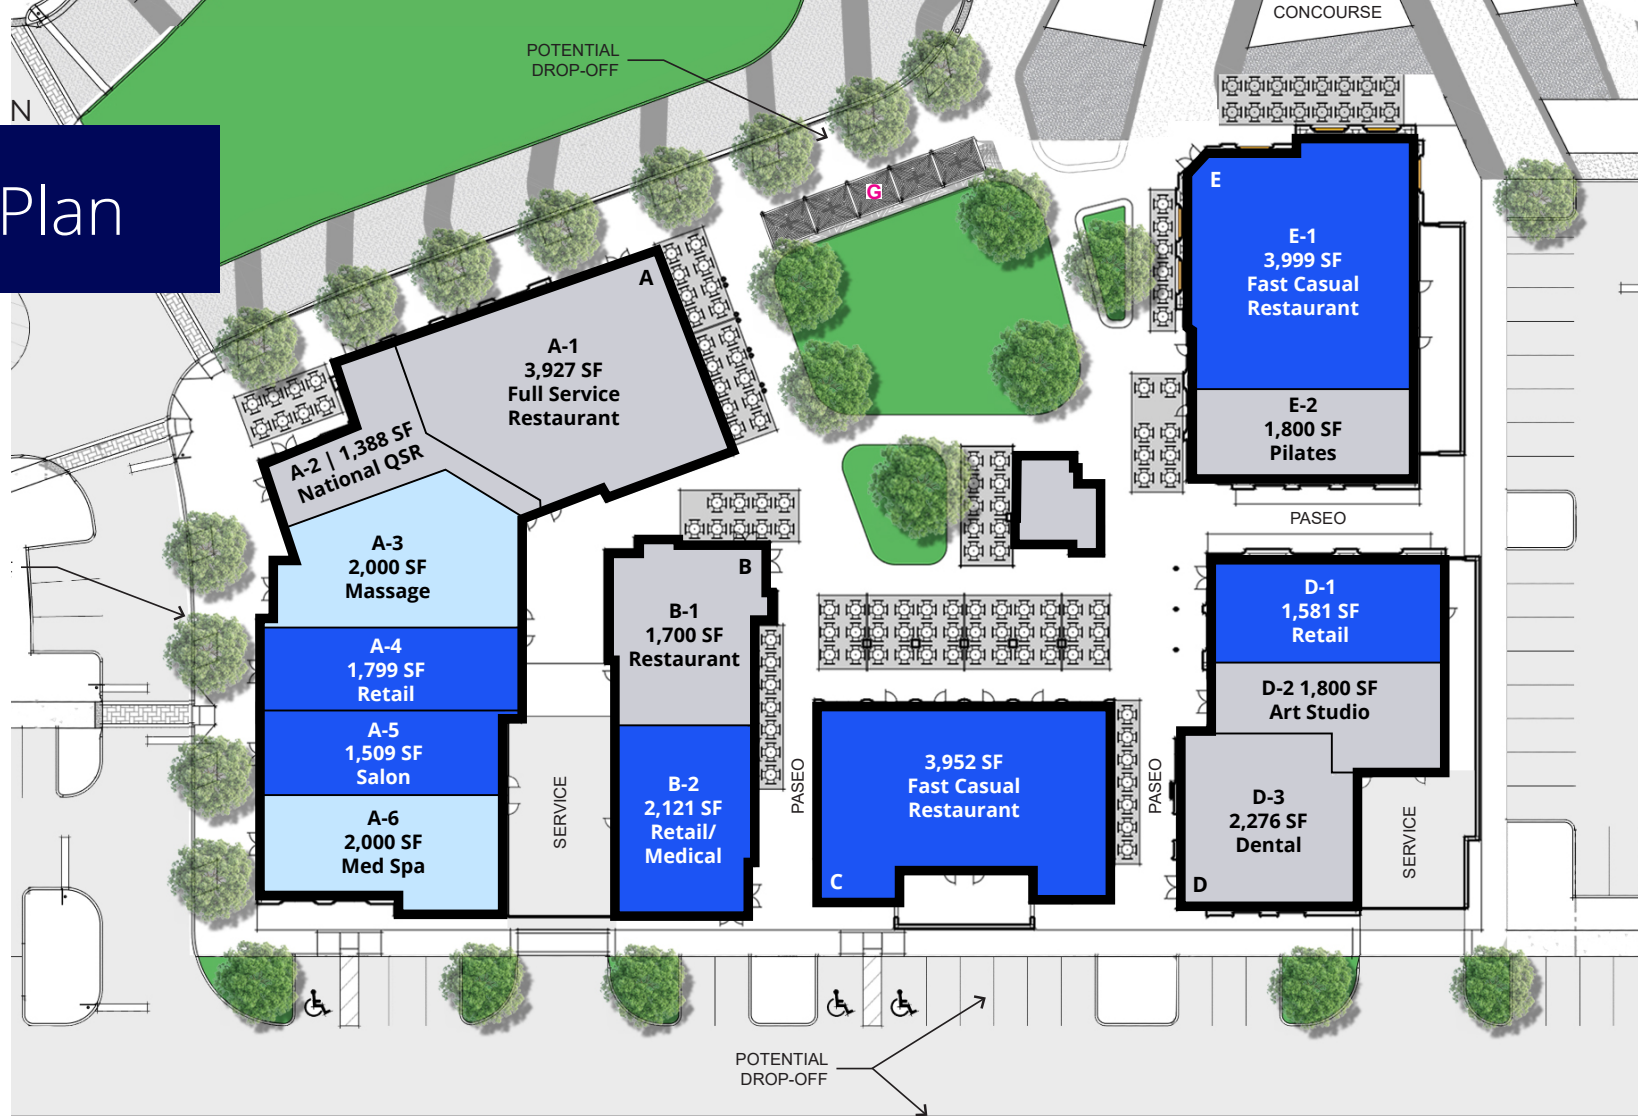 CONCOURSE
POTENTIAL
DROP-OFF
N
Plan
G
A
A-1
3,927 SF
Full Service
Restaurant
A-2 | 1,388 SF
National QSR
A-3
2,000 SF
Massage
A-4
1,799 SF
Retail
A-5
1,509 SF
Salon
A-6
2,000 SF
Med Spa
SERVICE
B
B-1
1,700 SF
Restaurant
B-2
2,121 SF
Retail/
Medical
PASEO
3,952 SF
Fast Casual
Restaurant
C
PASEO
E
E-1
3,999 SF
Fast Casual
Restaurant
E-2
1,800 SF
Pilates
PASEO
D-1
1,581 SF
Retail
D-2 1,800 SF
Art Studio
D-3
2,276 SF
Dental
D
SERVICE
POTENTIAL
DROP-OFF